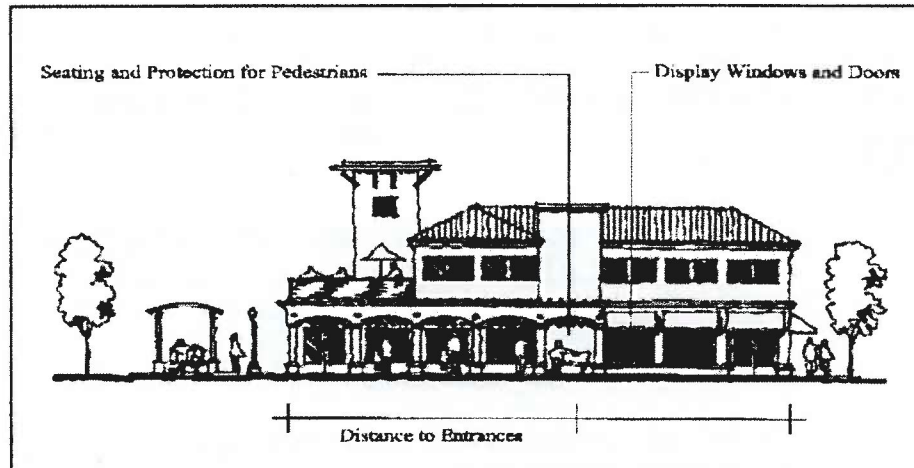 Seating and Protection for Pedestrians
Display Windows and Doors
Distance to Entrances